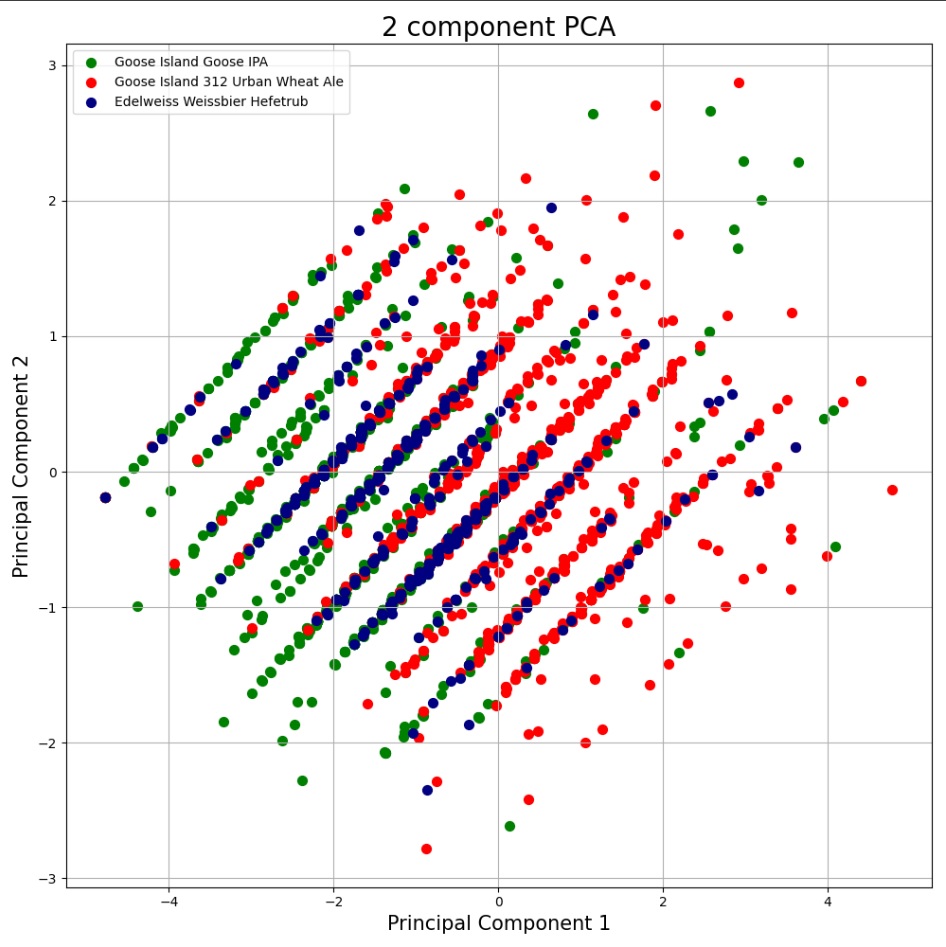 2 component PCA
Goose Island Goose IPA
Goose Island 312 Urban Wheat Ale
Edelweiss Weissbier Hefetrub
3
2
1
0
−1
−2
−3
Principal Component 2
−4
−2
0
2
4
Principal Component 1